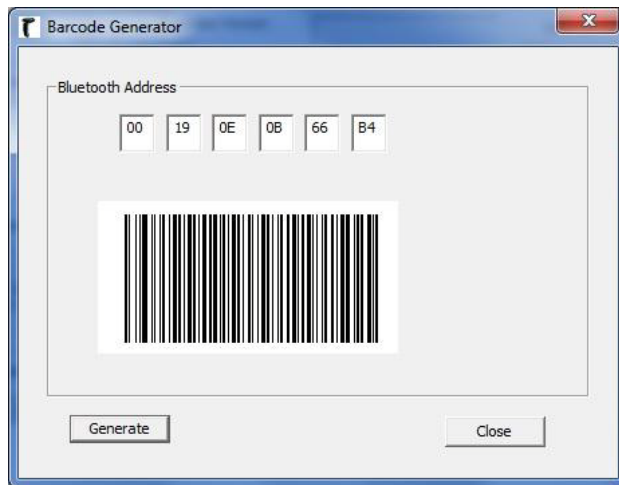 Barcode Generator
Bluetooth Address
00 19 0E 0B 66 B4
Generate Close